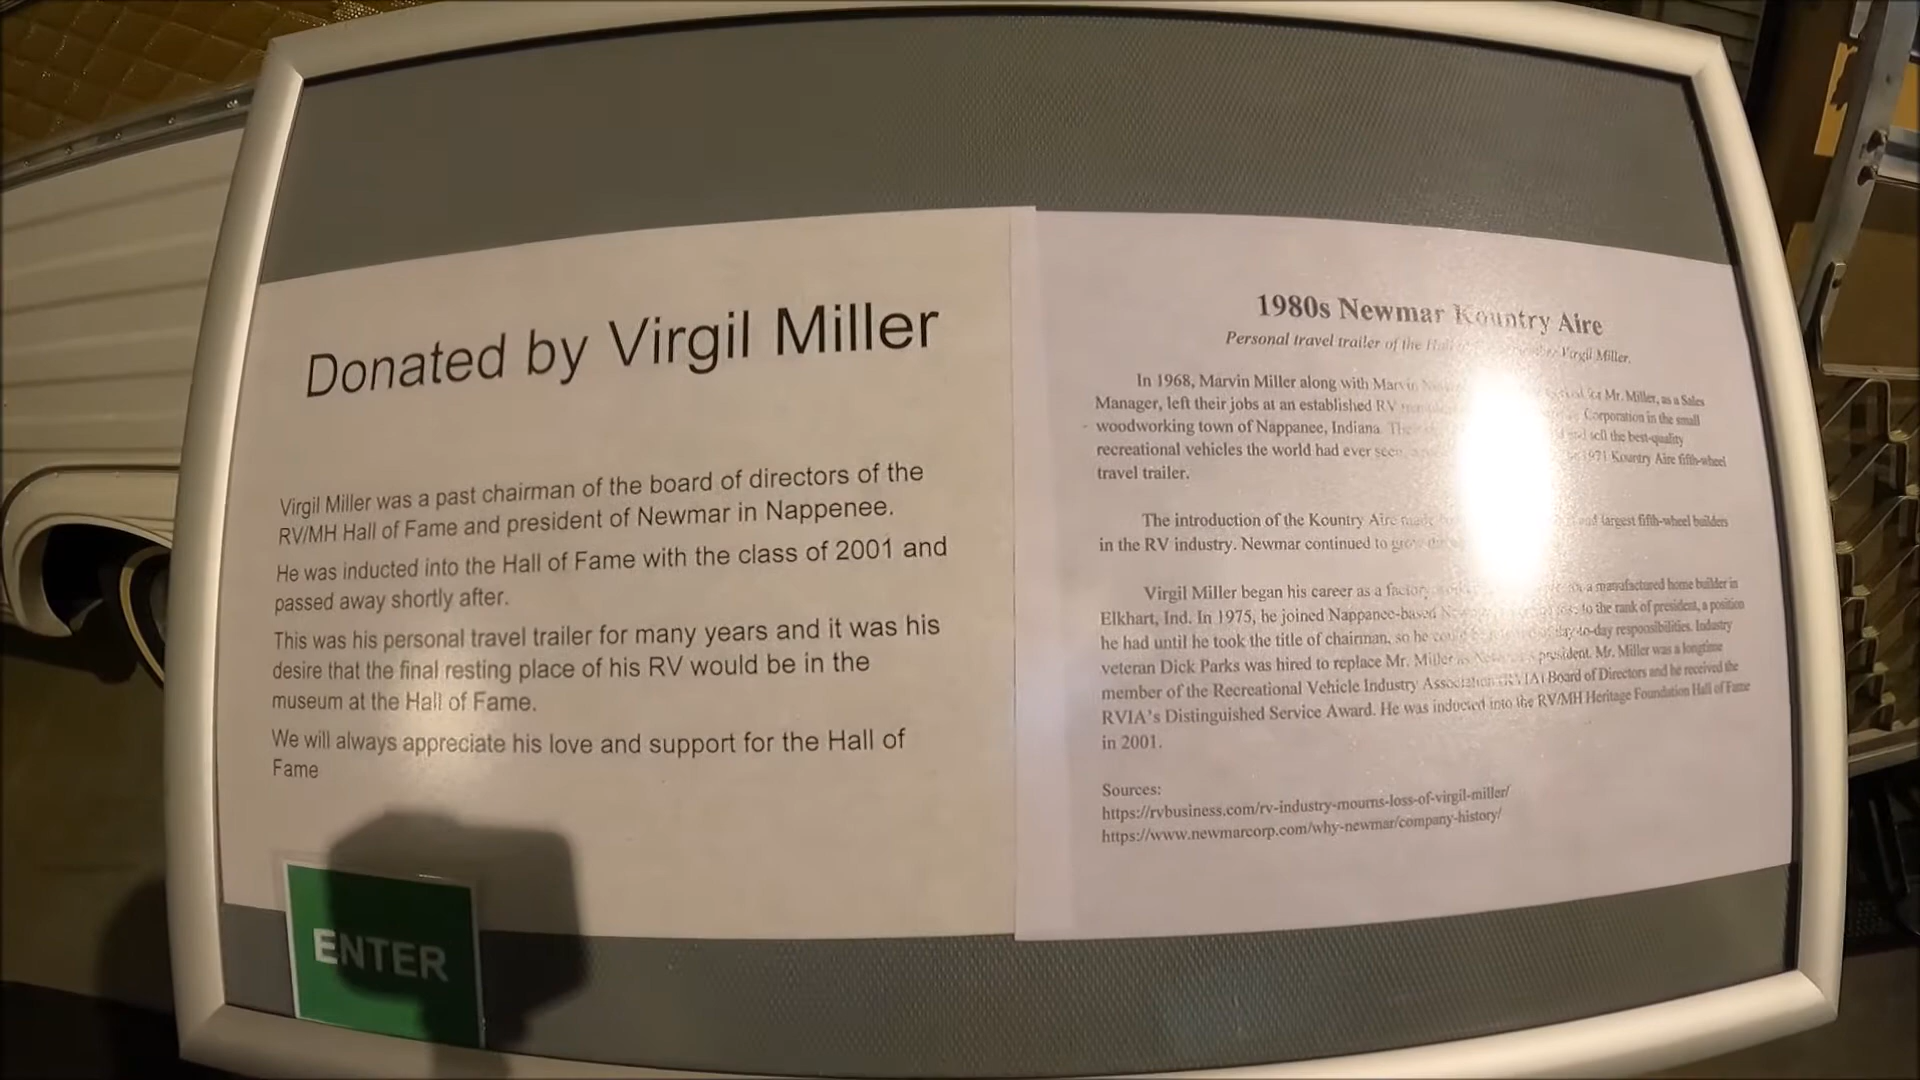 Donated by Virgil Miller
Virgil Miller was a past chairman of the board of directors of the
RV/MH Hall of Fame and president of Newmar in Nappenee.
He was inducted into the Hall of Fame with the class of 2001 and
passed away shortly after.
This was his personal travel trailer for many years and it was his
desire that the final resting place of his RV would be in the
museum at the Hall of Fame.
We will always appreciate his love and support for the Hall of
Fame
ENTER
1980s Newmar Kountry Aire
Personal travel trailer of the Virgil Miller.
In 1968, Marvin Miller along with Marvin Mr. Miller, as a Sales
Manager, left their jobs at an established RV Corporation in the small
woodworking town of Nappanee, Indiana. sell the best-quality
recreational vehicles the world had ever seen, 1971 Kountry Aire fifth-wheel
travel trailer.
The introduction of the Kountry Aire made and largest fifth-wheel builders
in the RV industry. Newmar continued to grow
Virgil Miller began his career as a factory a manufactured home builder in
Elkhart, Ind. In 1975, he joined Nappanee-based to the rank of president, a position
he had until he took the title of chairman, so he could day-to-day responsibilities. Industry
veteran Dick Parks was hired to replace Mr. Miller as president. Mr. Miller was a longtime
member of the Recreational Vehicle Industry Association (RVIA) Board of Directors and he received the
RVIA's Distinguished Service Award. He was inducted into the RV/MH Heritage Foundation Hall of Fame
in 2001.
Sources:
https://rvbusiness.com/rv-industry-mourns-loss-of-virgil-miller/
https://www.newmarcorp.com/why-newmar/company-history/